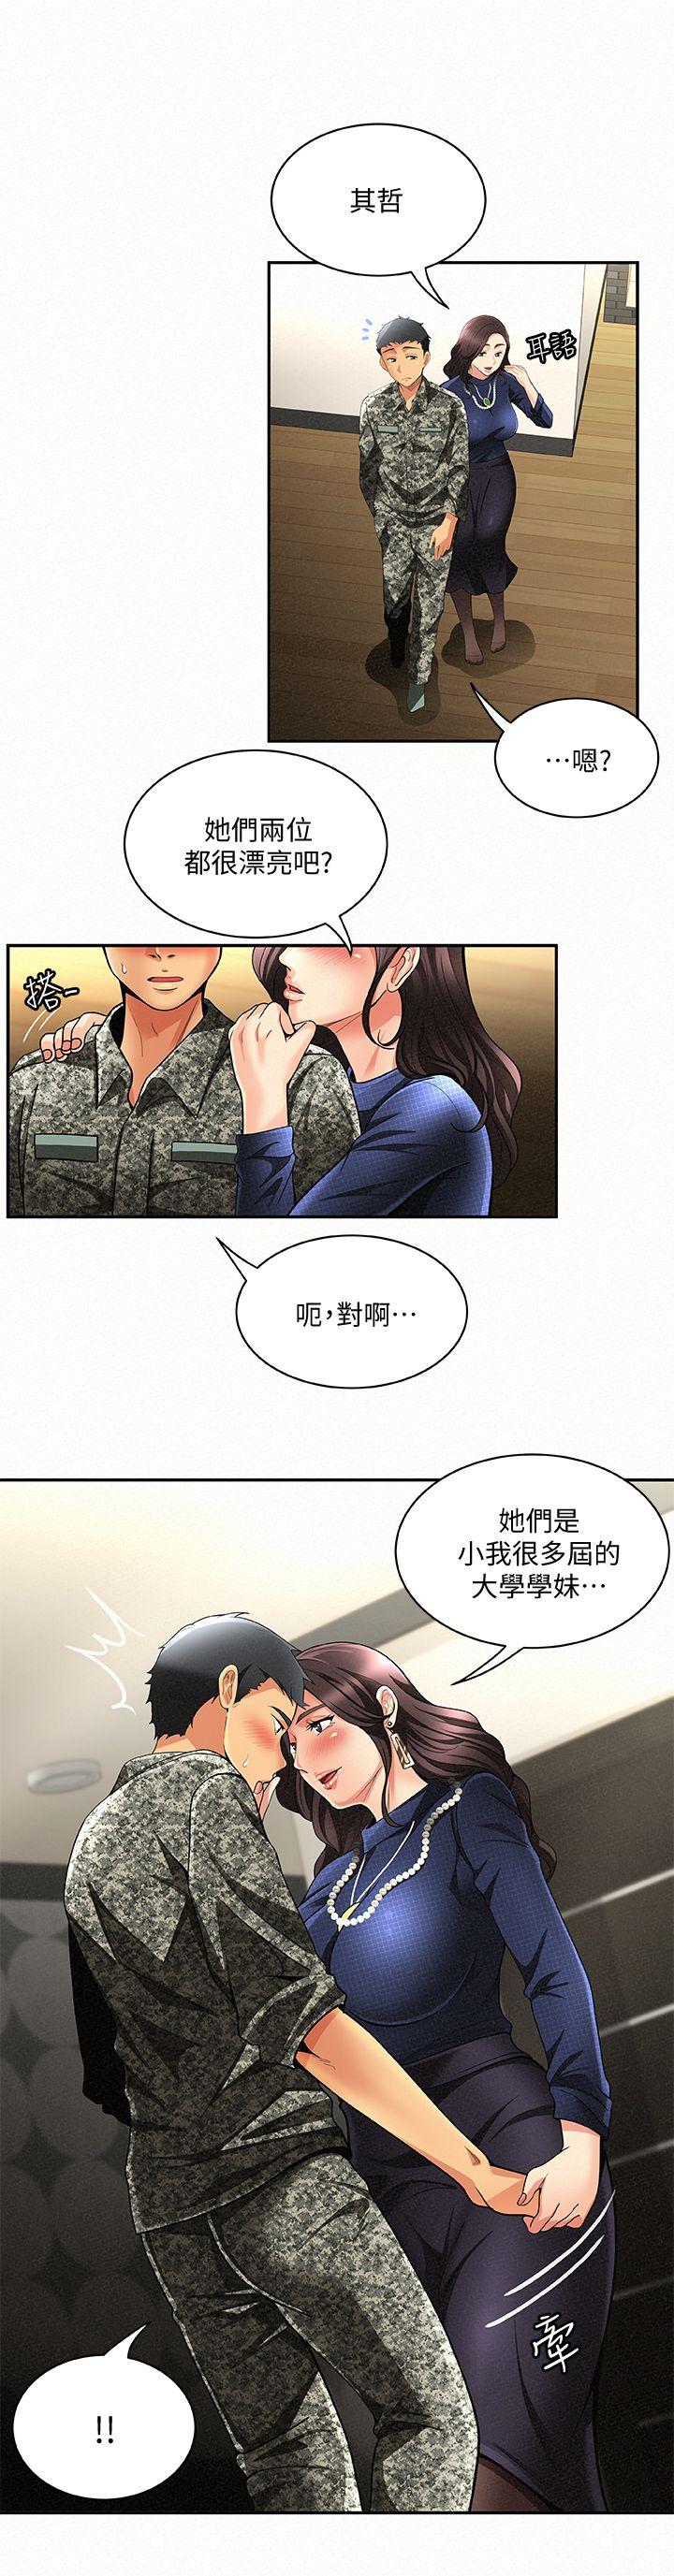 其哲
耳語
…嗯?
她們兩位
都很漂亮吧?
搭-
呃，對啊…
她們是
小我很多屆的
大學學妹…
牽
!!